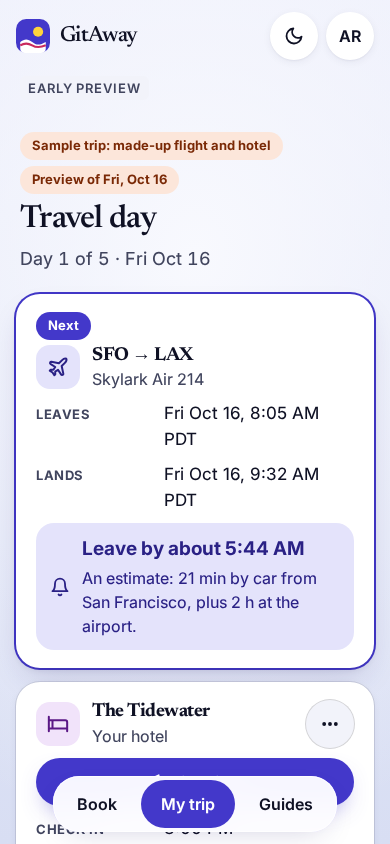 GitAway
AR
EARLY PREVIEW
Sample trip: made-up flight and hotel
Preview of Fri, Oct 16
Travel day
Day 1 of 5 · Fri Oct 16
Next
SFO → LAX
Skylark Air 214
LEAVES
Fri Oct 16, 8:05 AM
PDT
LANDS
Fri Oct 16, 9:32 AM
PDT
Leave by about 5:44 AM
An estimate: 21 min by car from
San Francisco, plus 2 h at the
airport.
The Tidewater
Your hotel
Book
My trip
Guides
CHECK IN